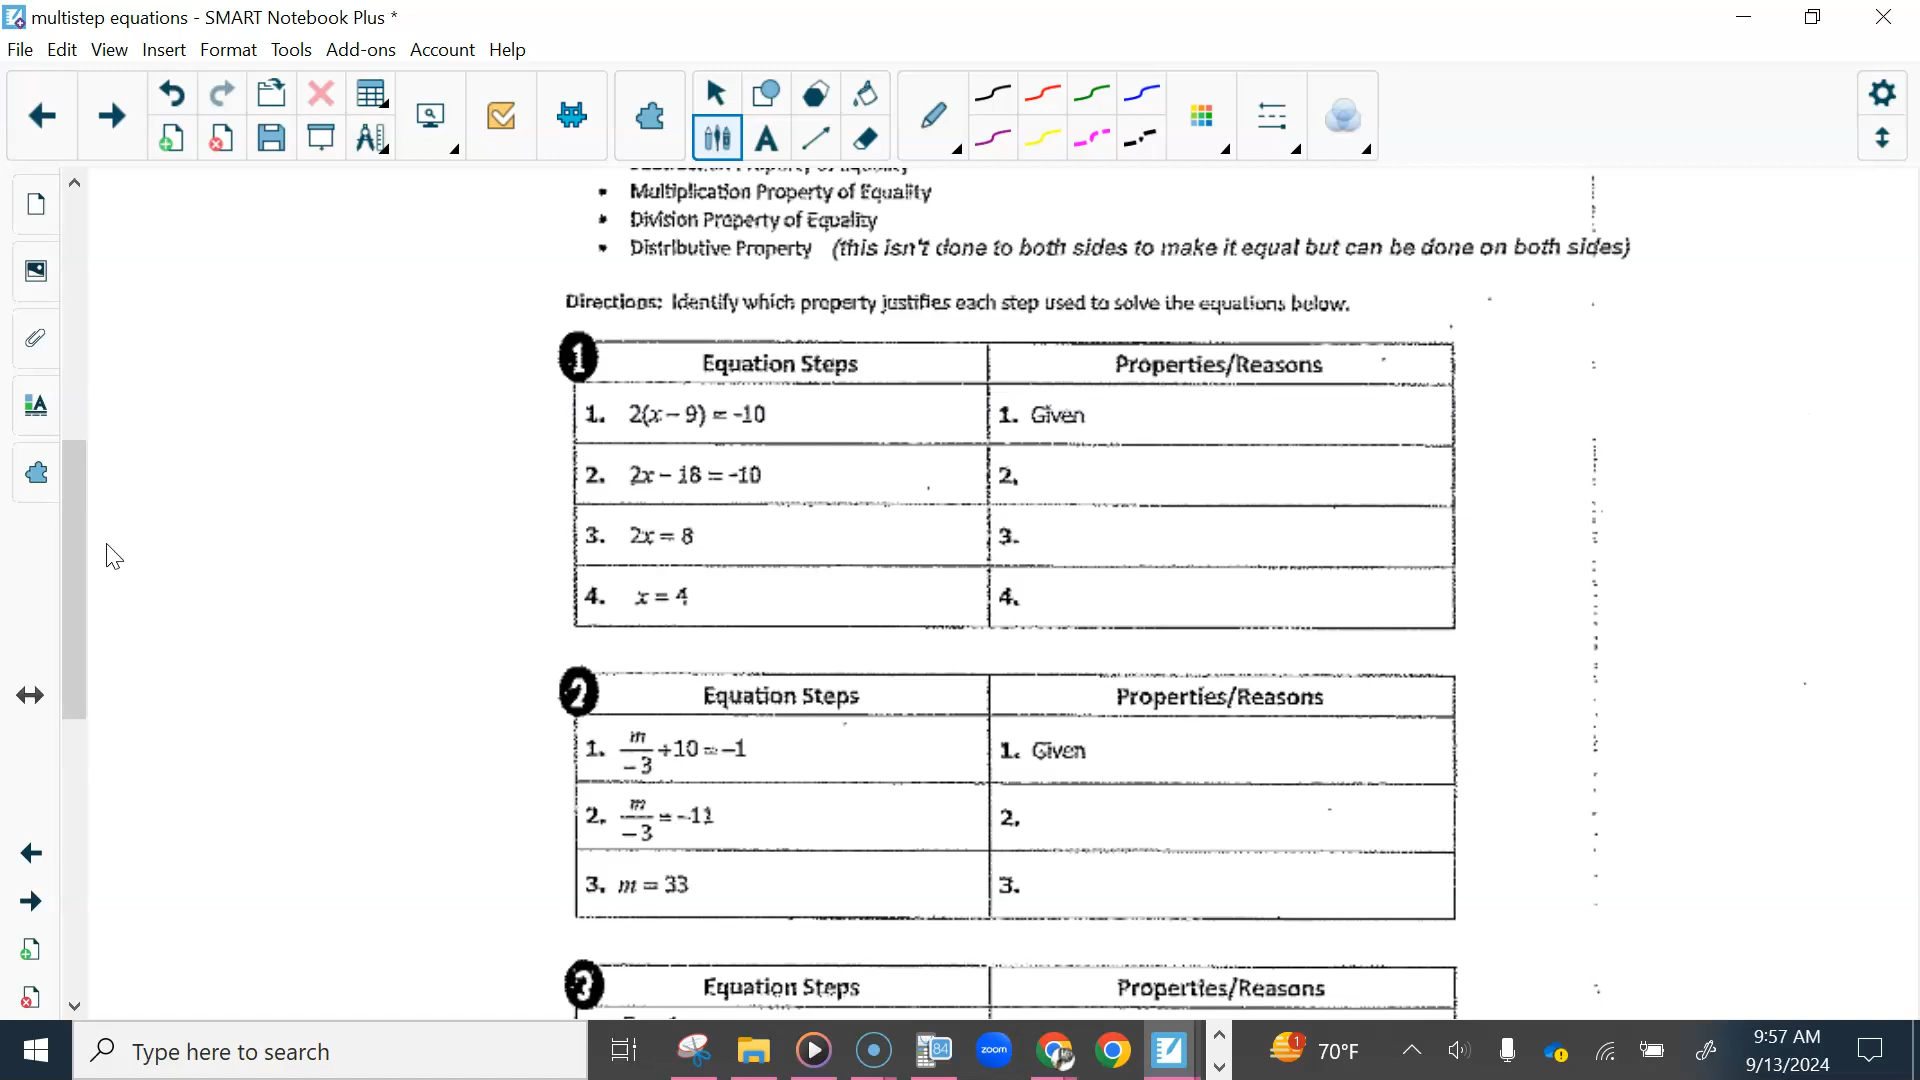 multistep equations - SMART Notebook Plus *
File Edit View Insert Format Tools Add-ons Account Help
• Multiplication Property of Equality
• Division Property of Equality
• Distributive Property (this isn't done to both sides to make it equal but can be done on both sides)
Directions: Identify which property justifies each step used to solve the equations below.
1 Equation Steps Properties/Reasons
1. 2(x – 9) = -10 1. Given
2. 2x – 18 = -10 2.
3. 2x = 8 3.
4. x = 4 4.
2 Equation Steps Properties/Reasons
1. m/−3 +10 = −1 1. Given
2. m/−3 = -11 2.
3. m = 33 3.
3 Equation Steps Properties/Reasons
Type here to search
84
zoom
1
70°F
9:57 AM
9/13/2024